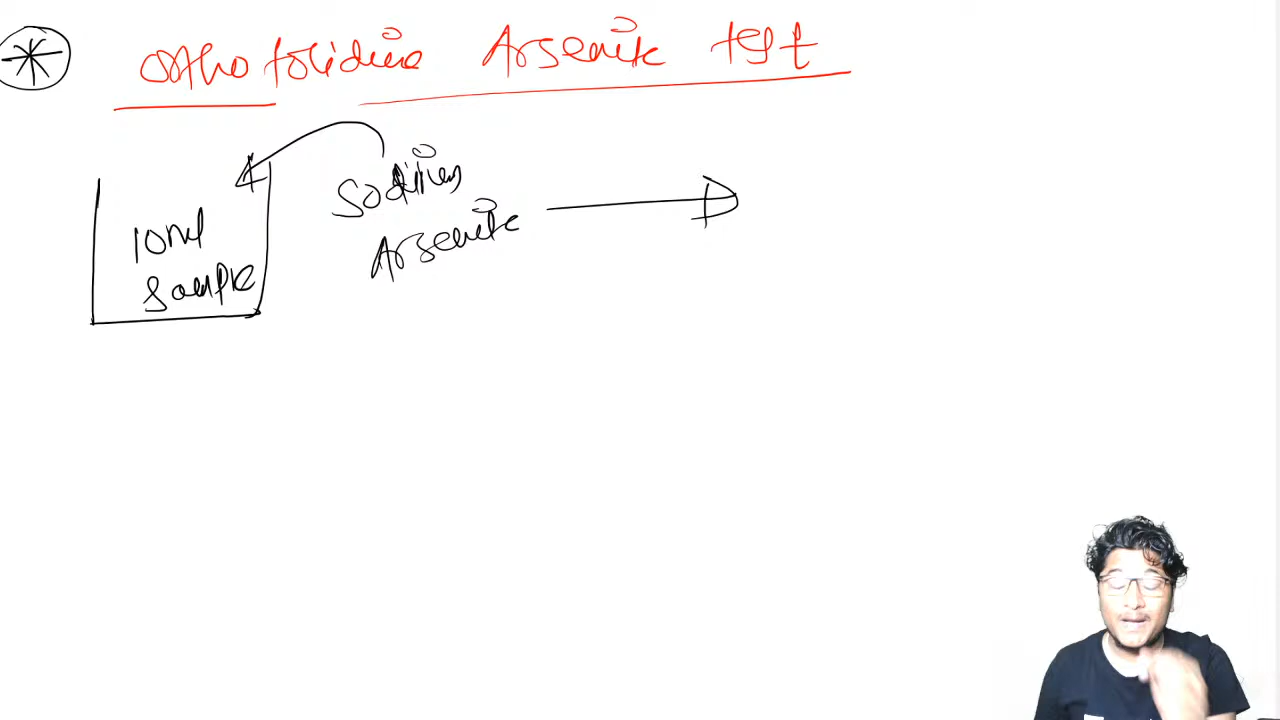 Orthotolidine Arsenite test
Sodium
Arsenite
10ml
Sample